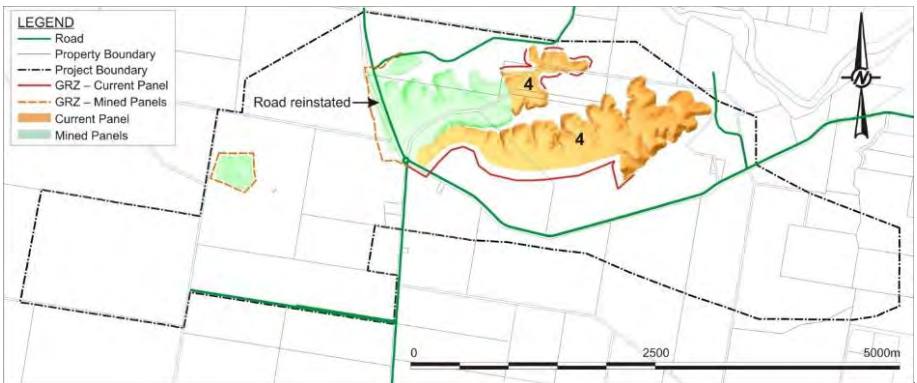 LEGEND
Road
Property Boundary
Project Boundary
GRZ – Current Panel
GRZ – Mined Panels
Current Panel
Mined Panels
Road reinstated
4
4
N
0 2500 5000m